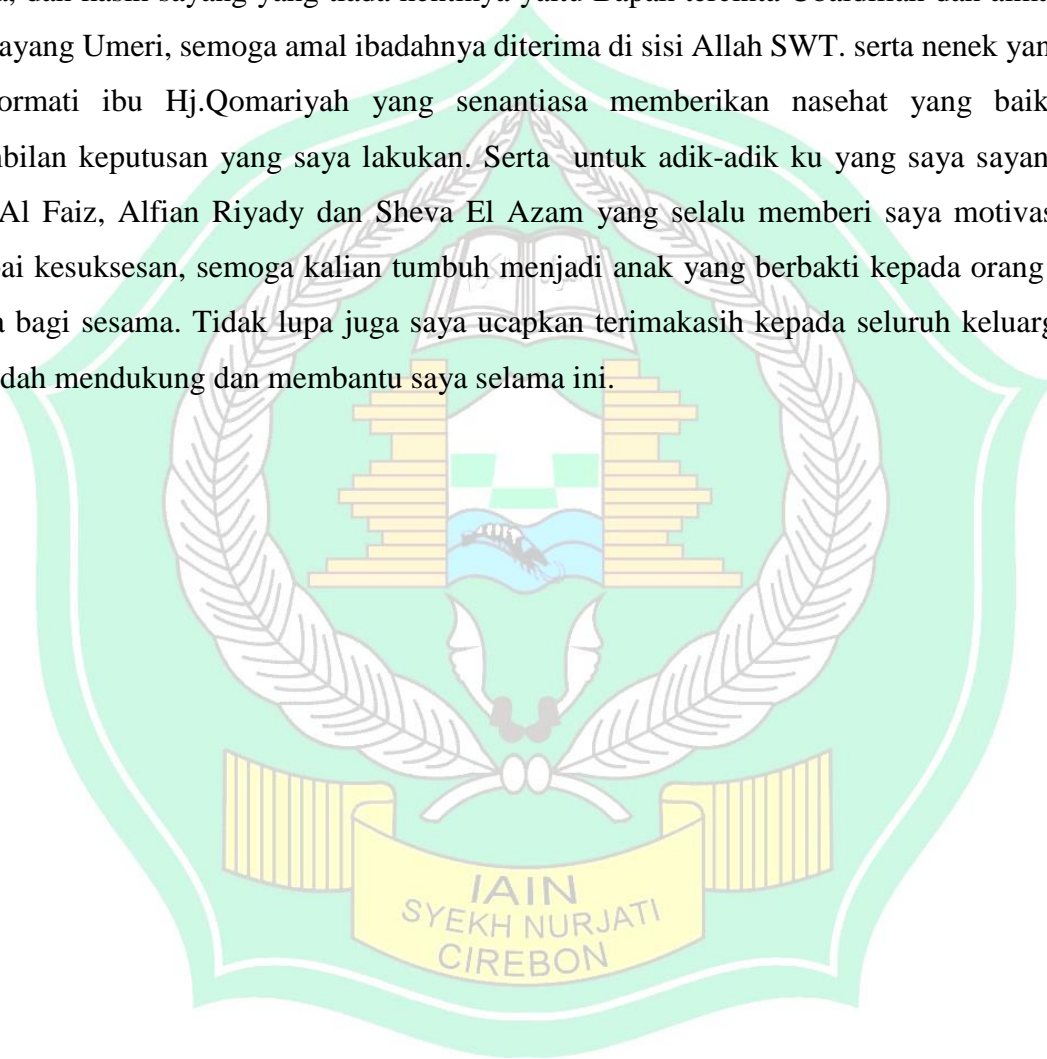 dan kasih sayang yang tiada hentinya yaitu Bapak tercinta Ubaidillah dan
ayang Umeri, semoga amal ibadahnya diterima di sisi Allah SWT. serta nenek yan
ormati ibu Hj.Qomariyah yang senantiasa memberikan nasehat yang baik
bilan keputusan yang saya lakukan. Serta untuk adik-adik ku yang saya sayan
Al Faiz, Alfian Riyady dan Sheva El Azam yang selalu memberi saya motivas
ai kesuksesan, semoga kalian tumbuh menjadi anak yang berbakti kepada orang
a bagi sesama. Tidak lupa juga saya ucapkan terimakasih kepada seluruh keluarg
dah mendukung dan membantu saya selama ini.
IAIN
SYEKH NURJATI
CIREBON